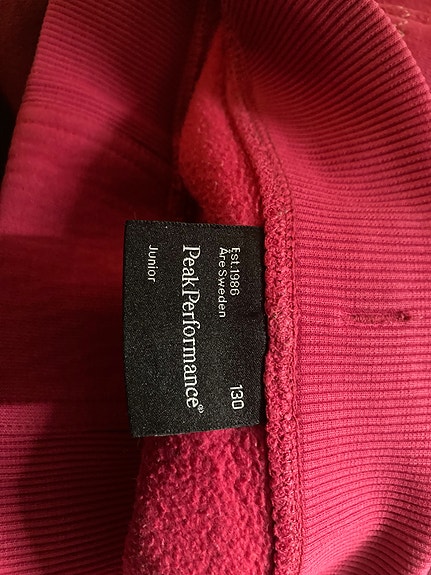 Est.1986
Åre Sweden
130
PeakPerformance®
Junior